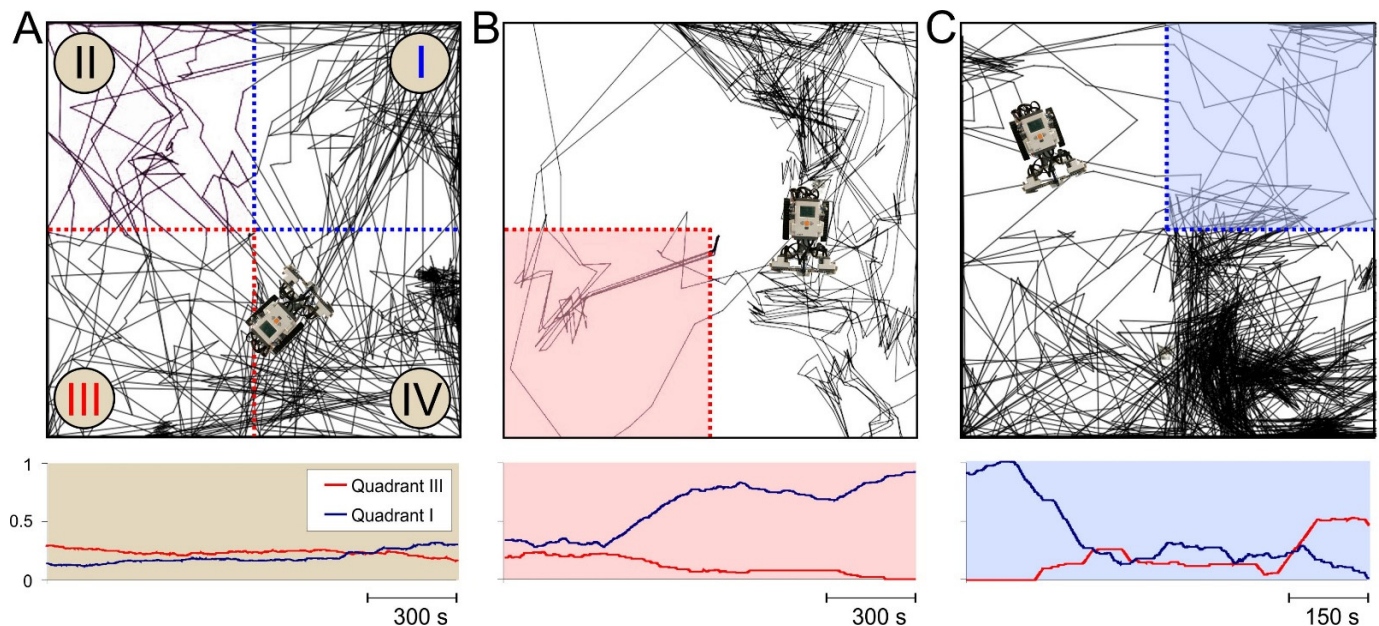 A
B
C
II
I
III
IV
1
0.5
0
Quadrant III
Quadrant I
300 s
300 s
150 s